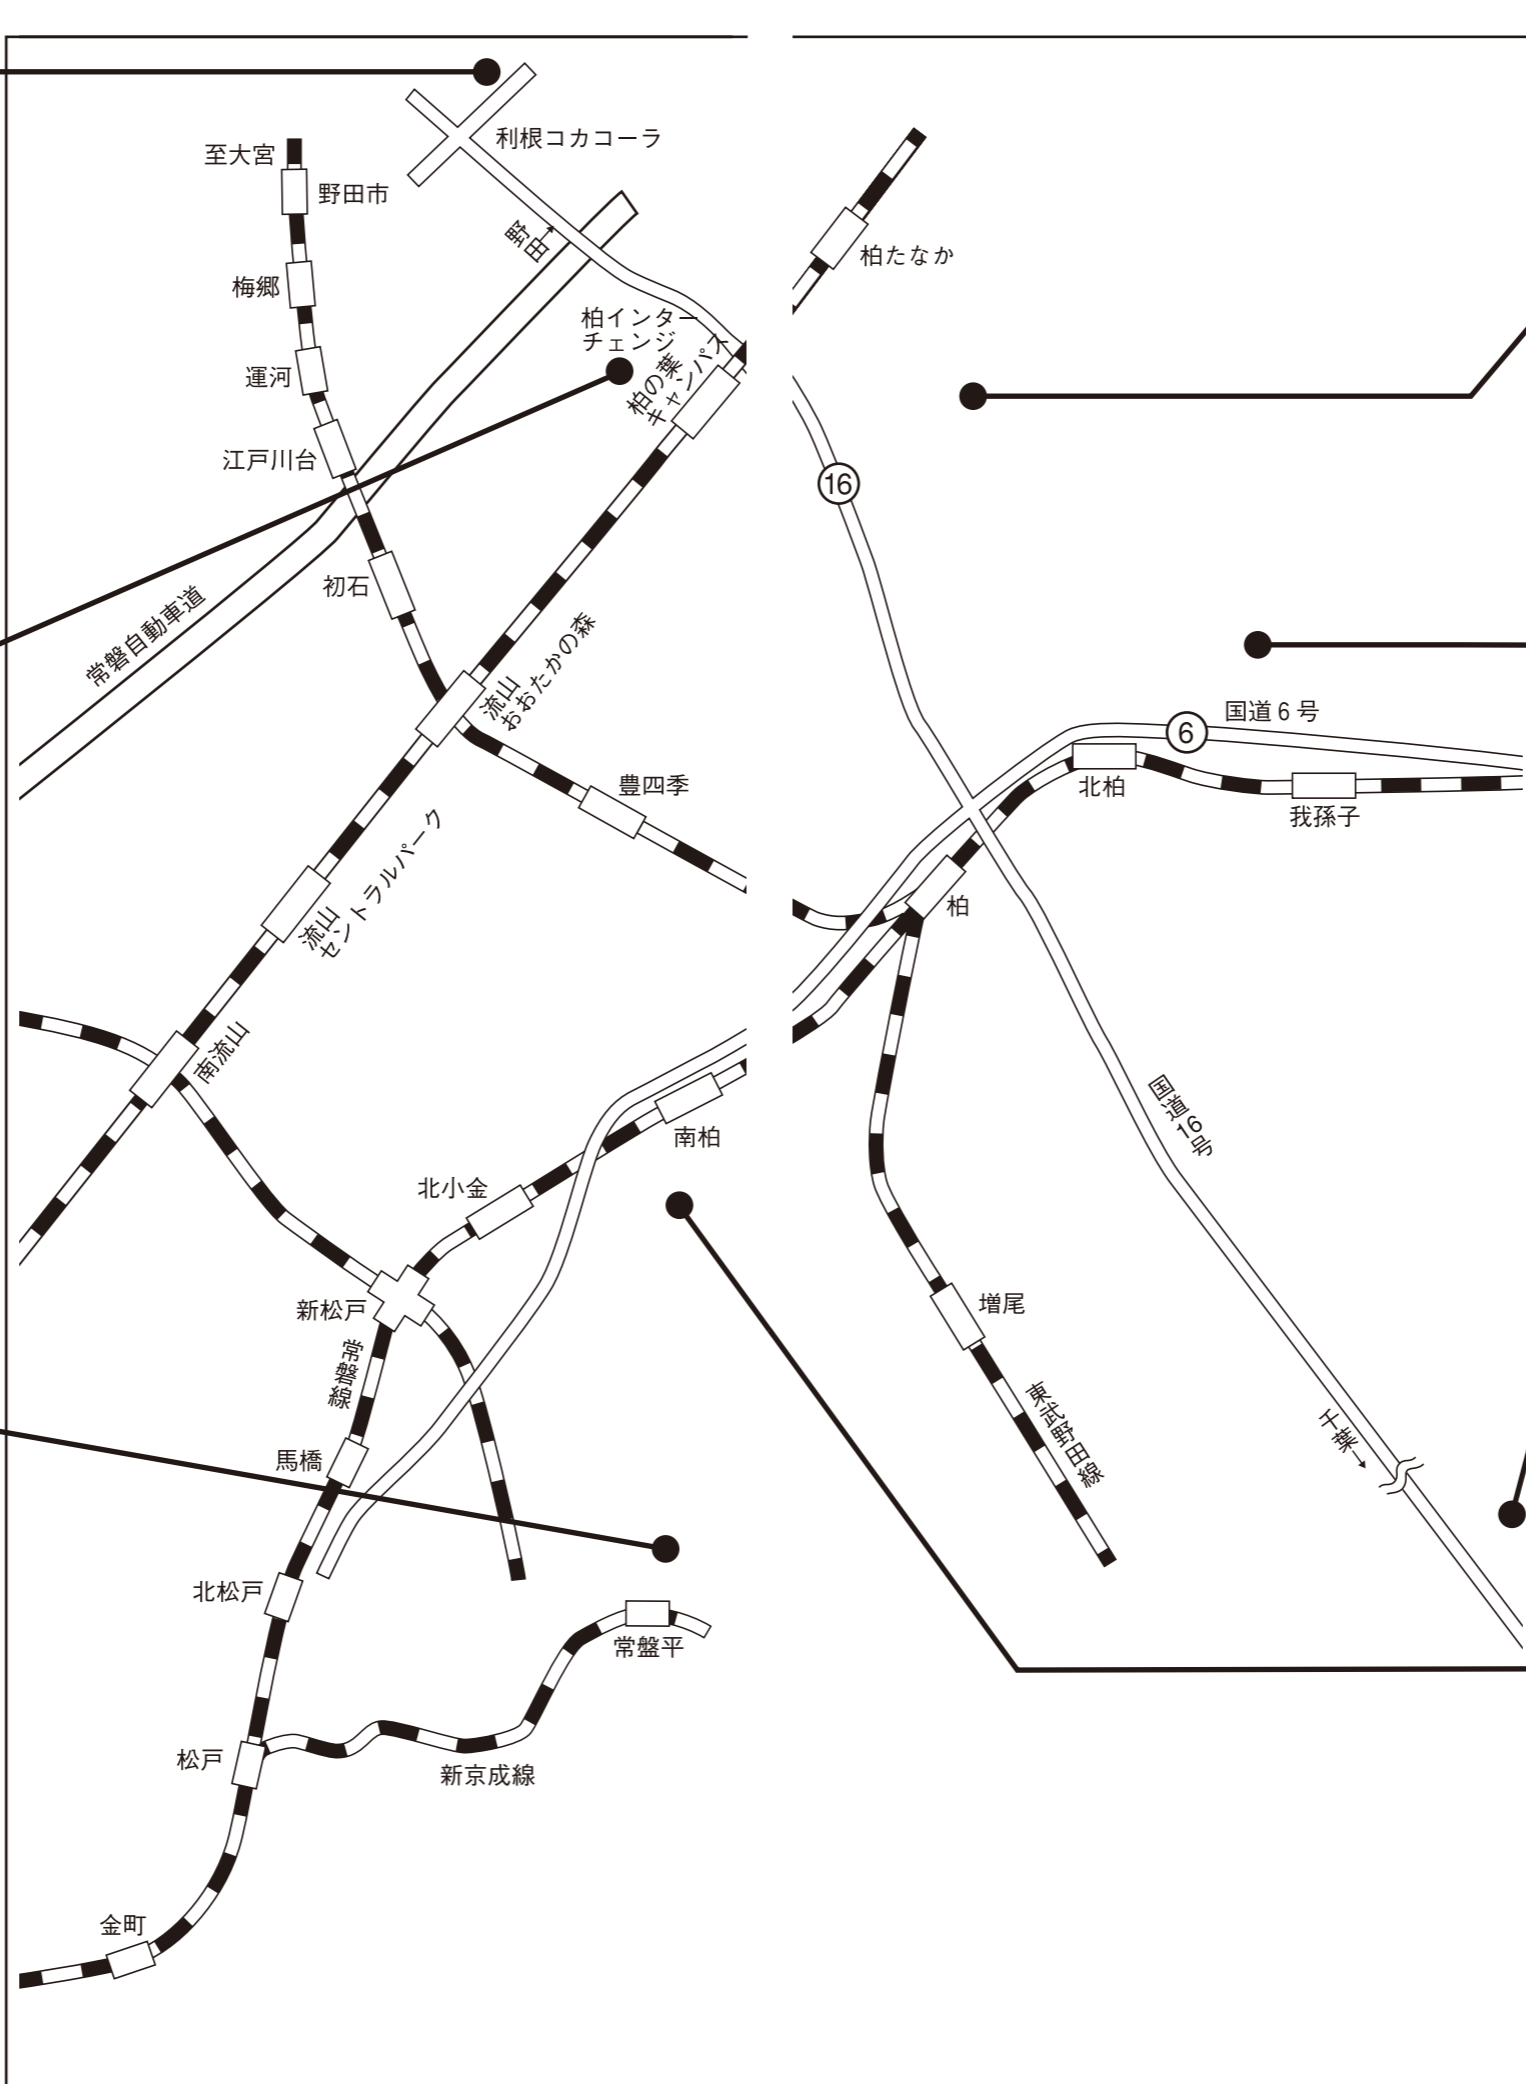 利根コカコーラ
至大宮
野田市
野田
柏たなか
梅郷
柏インター
チェンジ
柏の葉
キャンパス
運河
江戸川台
16
初石
常磐自動車道
流山
おおたかの森
国道6号
6
豊四季
北柏
我孫子
流山
セントラルパーク
柏
南流山
国道16号
南柏
北小金
新松戸
増尾
常磐線
東武野田線
千葉
馬橋
北松戸
常盤平
松戸
新京成線
金町